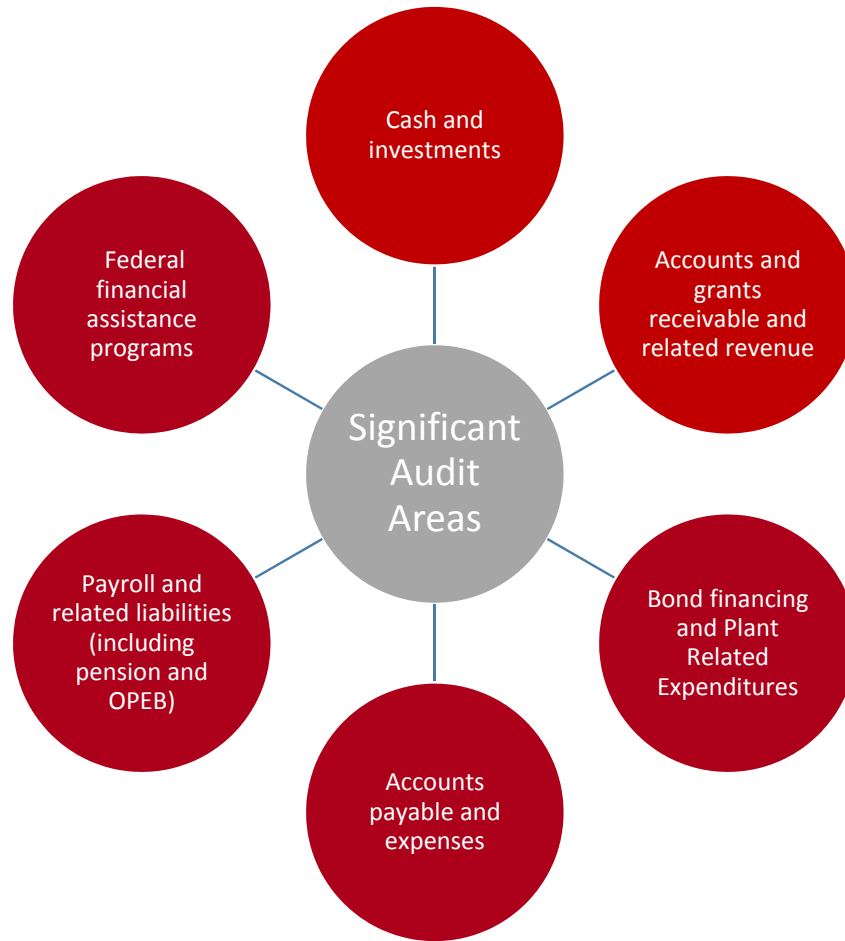 Cash and
investments
Federal
financial
assistance
programs
Accounts and
grants
receivable and
related revenue
Significant
Audit
Areas
Payroll and
related liabilities
(including
pension and
OPEB)
Bond financing
and Plant
Related
Expenditures
Accounts
payable and
expenses